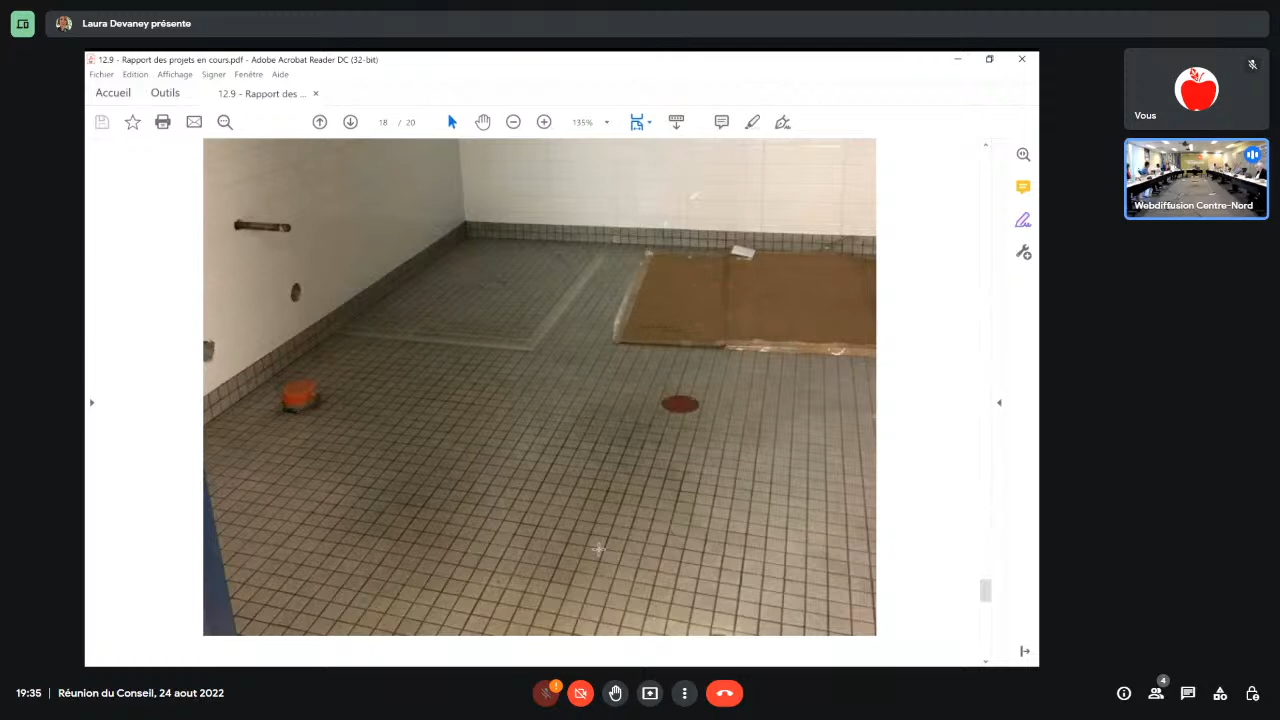 Laura Devaney présente
12.9 - Rapport des projets en cours.pdf - Adobe Acrobat Reader DC (32-bit)
Fichier Edition Affichage Signer Fenêtre Aide
Accueil Outils 12.9 - Rapport des ...
18 / 20 135%
Vous
Webdiffusion Centre-Nord
4
19:35 Réunion du Conseil, 24 aout 2022